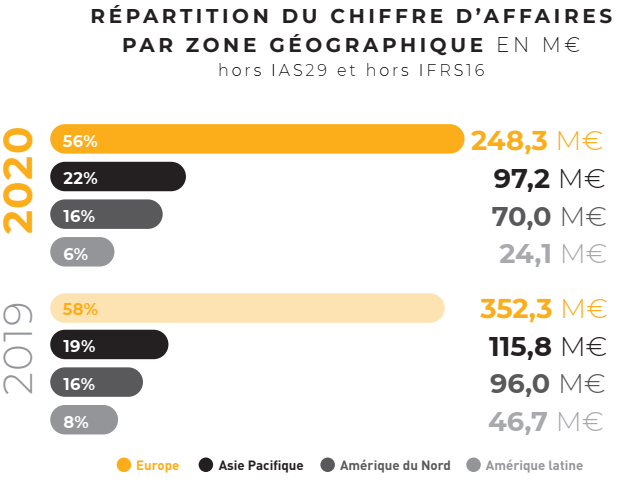 RÉPARTITION DU CHIFFRE D'AFFAIRES
PAR ZONE GÉOGRAPHIQUE EN M€
hors IAS29 et hors IFRS16
2020
56% 248,3 M€
22% 97,2 M€
16% 70,0 M€
6% 24,1 M€
2019
58% 352,3 M€
19% 115,8 M€
16% 96,0 M€
8% 46,7 M€
Europe Asie Pacifique Amérique du Nord Amérique latine